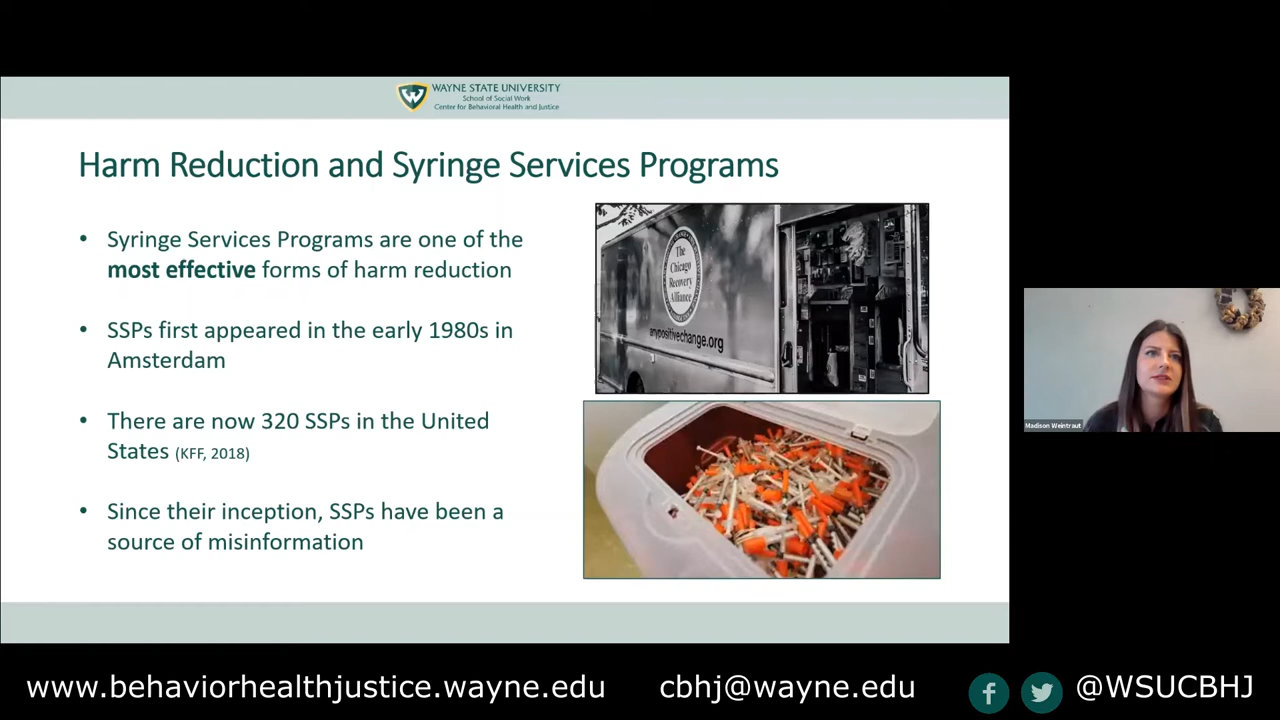 WAYNE STATE UNIVERSITY
School of Social Work
Center for Behavioral Health and Justice
Harm Reduction and Syringe Services Programs
• Syringe Services Programs are one of the
most effective forms of harm reduction
• SSPs first appeared in the early 1980s in
Amsterdam
• There are now 320 SSPs in the United
States (KFF, 2018)
• Since their inception, SSPs have been a
source of misinformation
The
Chicago
Recovery
Alliance
anypositivechange.org
Madison Weintraut
www.behaviorhealthjustice.wayne.edu cbhj@wayne.edu @WSUCBHJ